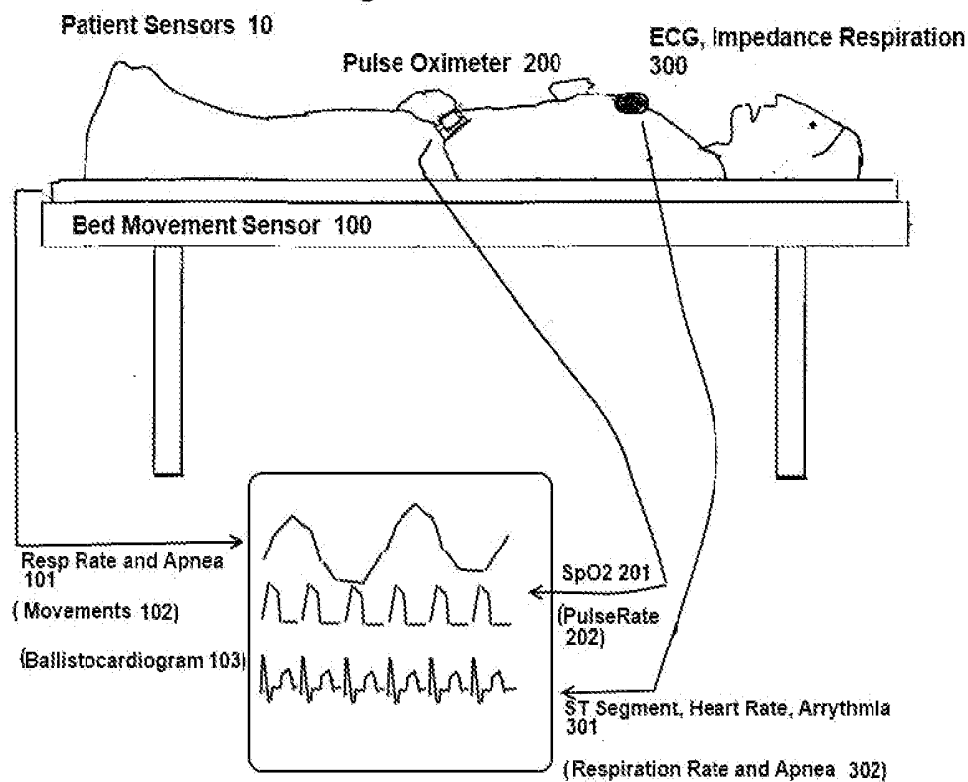 Patient Sensors 10
ECG, Impedance Respiration
300
Pulse Oximeter 200
Bed Movement Sensor 100
Resp Rate and Apnea
101
(Movements 102)
(Ballistocardiogram 103)
SpO2 201
(PulseRate
202)
ST Segment, Heart Rate, Arrythmia
301
(Respiration Rate and Apnea 302)